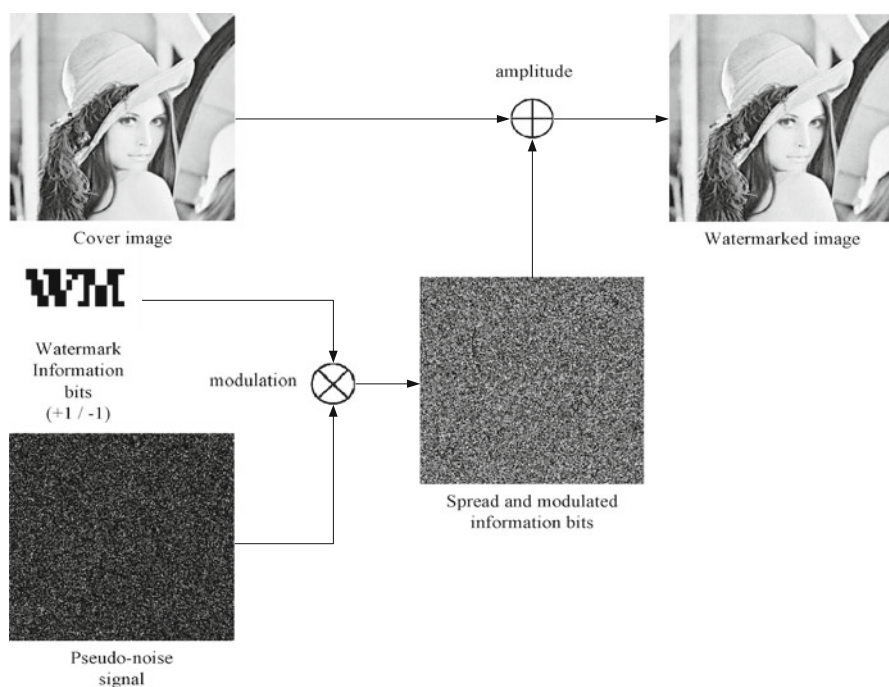 amplitude
Cover image
Watermarked image
WM
Watermark
Information
bits
(+1 / -1)
modulation
Spread and modulated
information bits
Pseudo-noise
signal